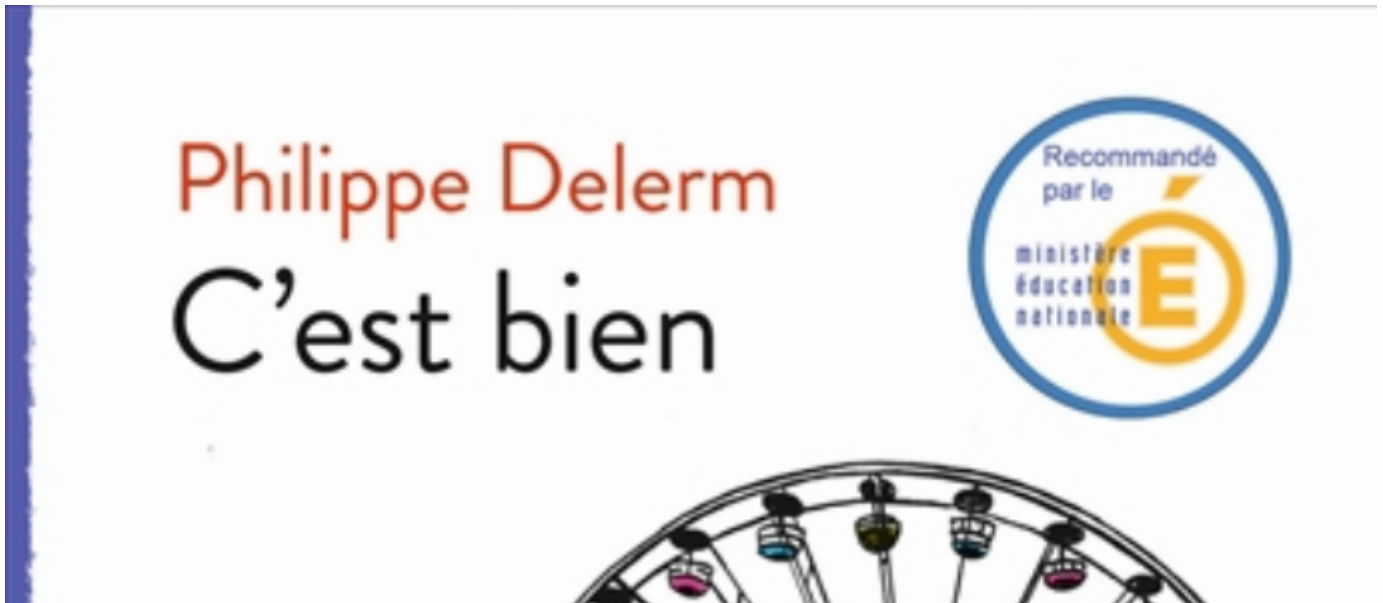 Philippe Delerm
C'est bien
Recommandé
par le
ministère
éducation
nationale
É